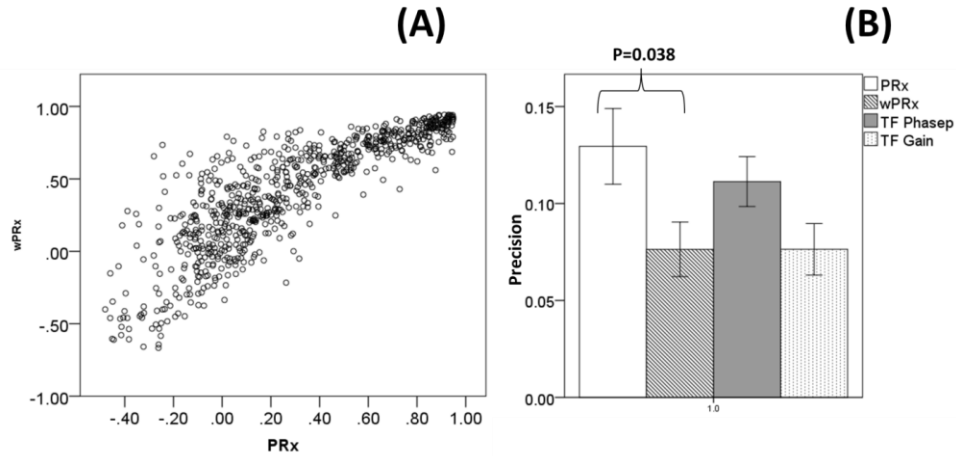 (A)
(B)
P=0.038
PRx
wPRx
TF Phasep
TF Gain
1.00
.50
.00
-.50
-1.00
wPRx
-.40 -.20 .00 .20 .40 .60 .80 1.00
PRx
0.15
0.10
0.05
0.00
Precision
1.0